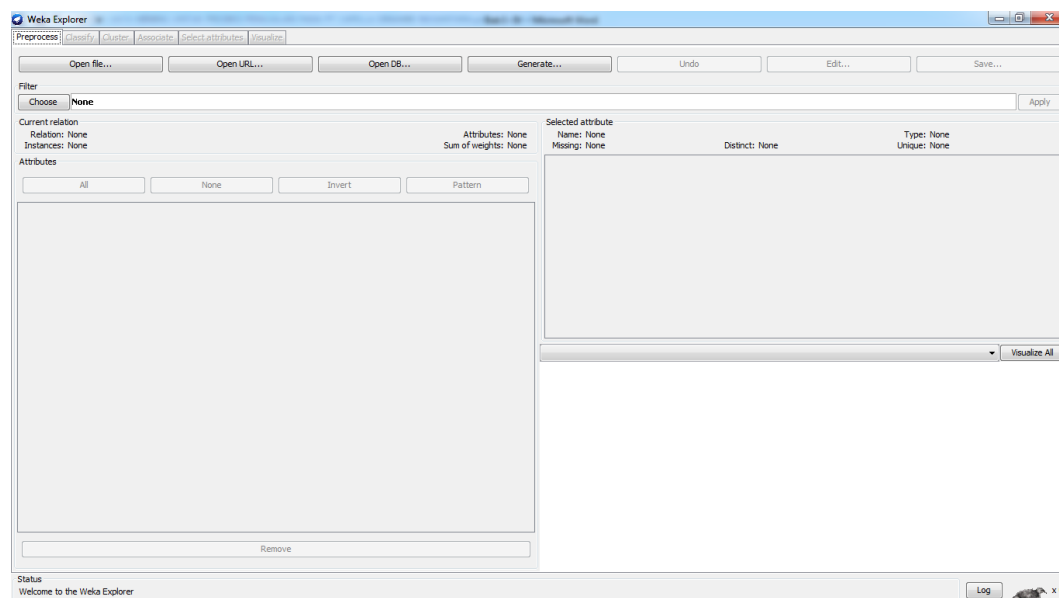 Weka Explorer
Preprocess Classify Cluster Associate Select attributes Visualize
Open file... Open URL... Open DB... Generate... Undo Edit... Save...
Filter
Choose None Apply
Current relation
Relation: None Attributes: None
Instances: None Sum of weights: None
Selected attribute
Name: None Type: None
Missing: None Distinct: None Unique: None
Attributes
All None Invert Pattern
Visualize All
Remove
Status
Welcome to the Weka Explorer
Log x